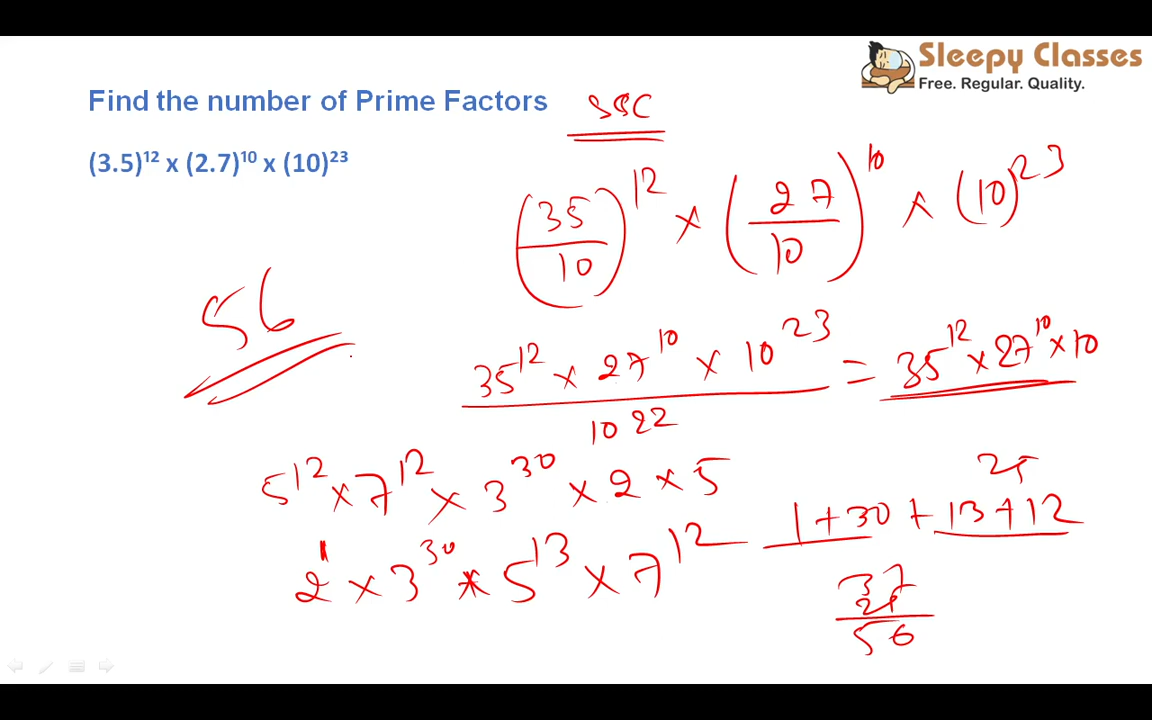 Sleepy Classes
Free. Regular. Quality.
Find the number of Prime Factors
SSC
(3.5)¹² x (2.7)¹⁰ x (10)²³
(35/10)¹² × (27/10)¹⁰ × (10)²³
56
35¹² × 27¹⁰ × 10²³ / 10²² = 35¹² × 27¹⁰ × 10
5¹² × 7¹² × 3³⁰ × 2 × 5
25
1 + 30 + 13 + 12
2¹ × 3³⁰ × 5¹³ × 7¹²
56